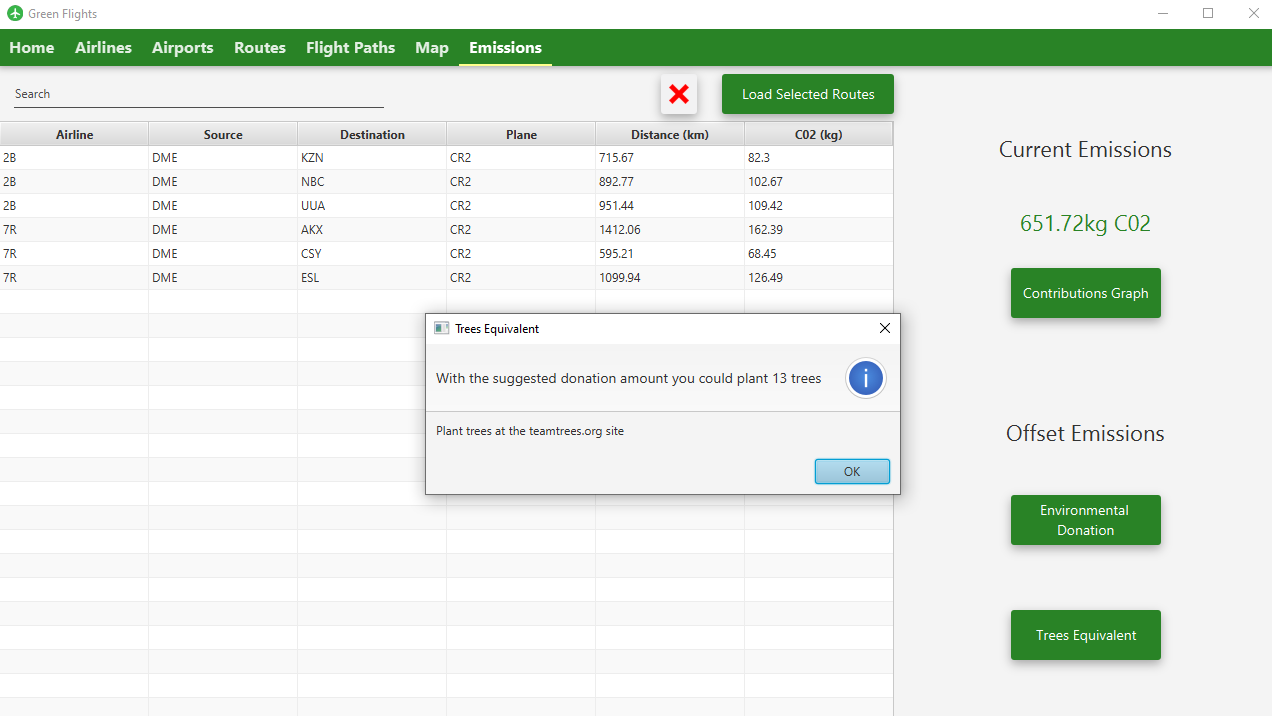 Green Flights
Home Airlines Airports Routes Flight Paths Map Emissions
Search
Load Selected Routes
Airline Source Destination Plane Distance (km) C02 (kg)
2B DME KZN CR2 715.67 82.3
2B DME NBC CR2 892.77 102.67
2B DME UUA CR2 951.44 109.42
7R DME AKX CR2 1412.06 162.39
7R DME CSY CR2 595.21 68.45
7R DME ESL CR2 1099.94 126.49
Current Emissions
651.72kg C02
Contributions Graph
Trees Equivalent
With the suggested donation amount you could plant 13 trees
i
Plant trees at the teamtrees.org site
OK
Offset Emissions
Environmental
Donation
Trees Equivalent